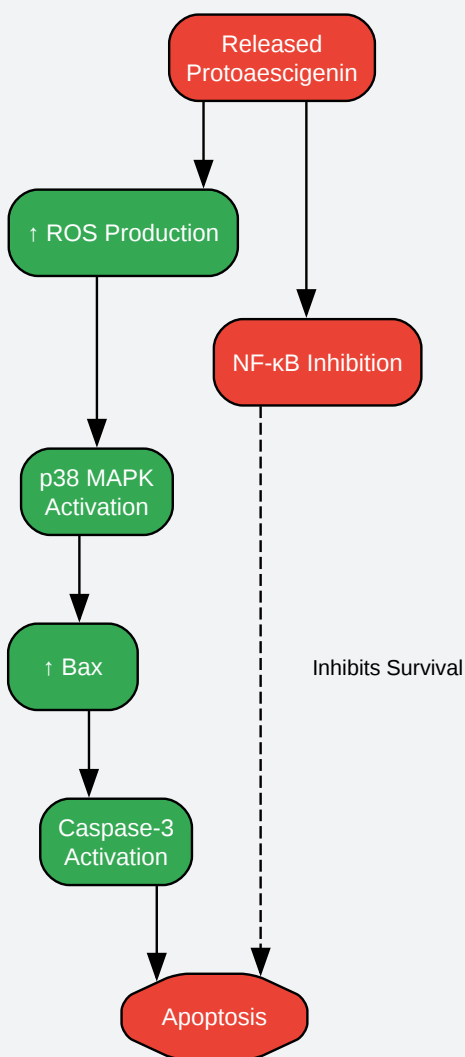 Released
Protoaescigenin
↑ ROS Production
NF-κB Inhibition
p38 MAPK
Activation
↑ Bax
Inhibits Survival
Caspase-3
Activation
Apoptosis